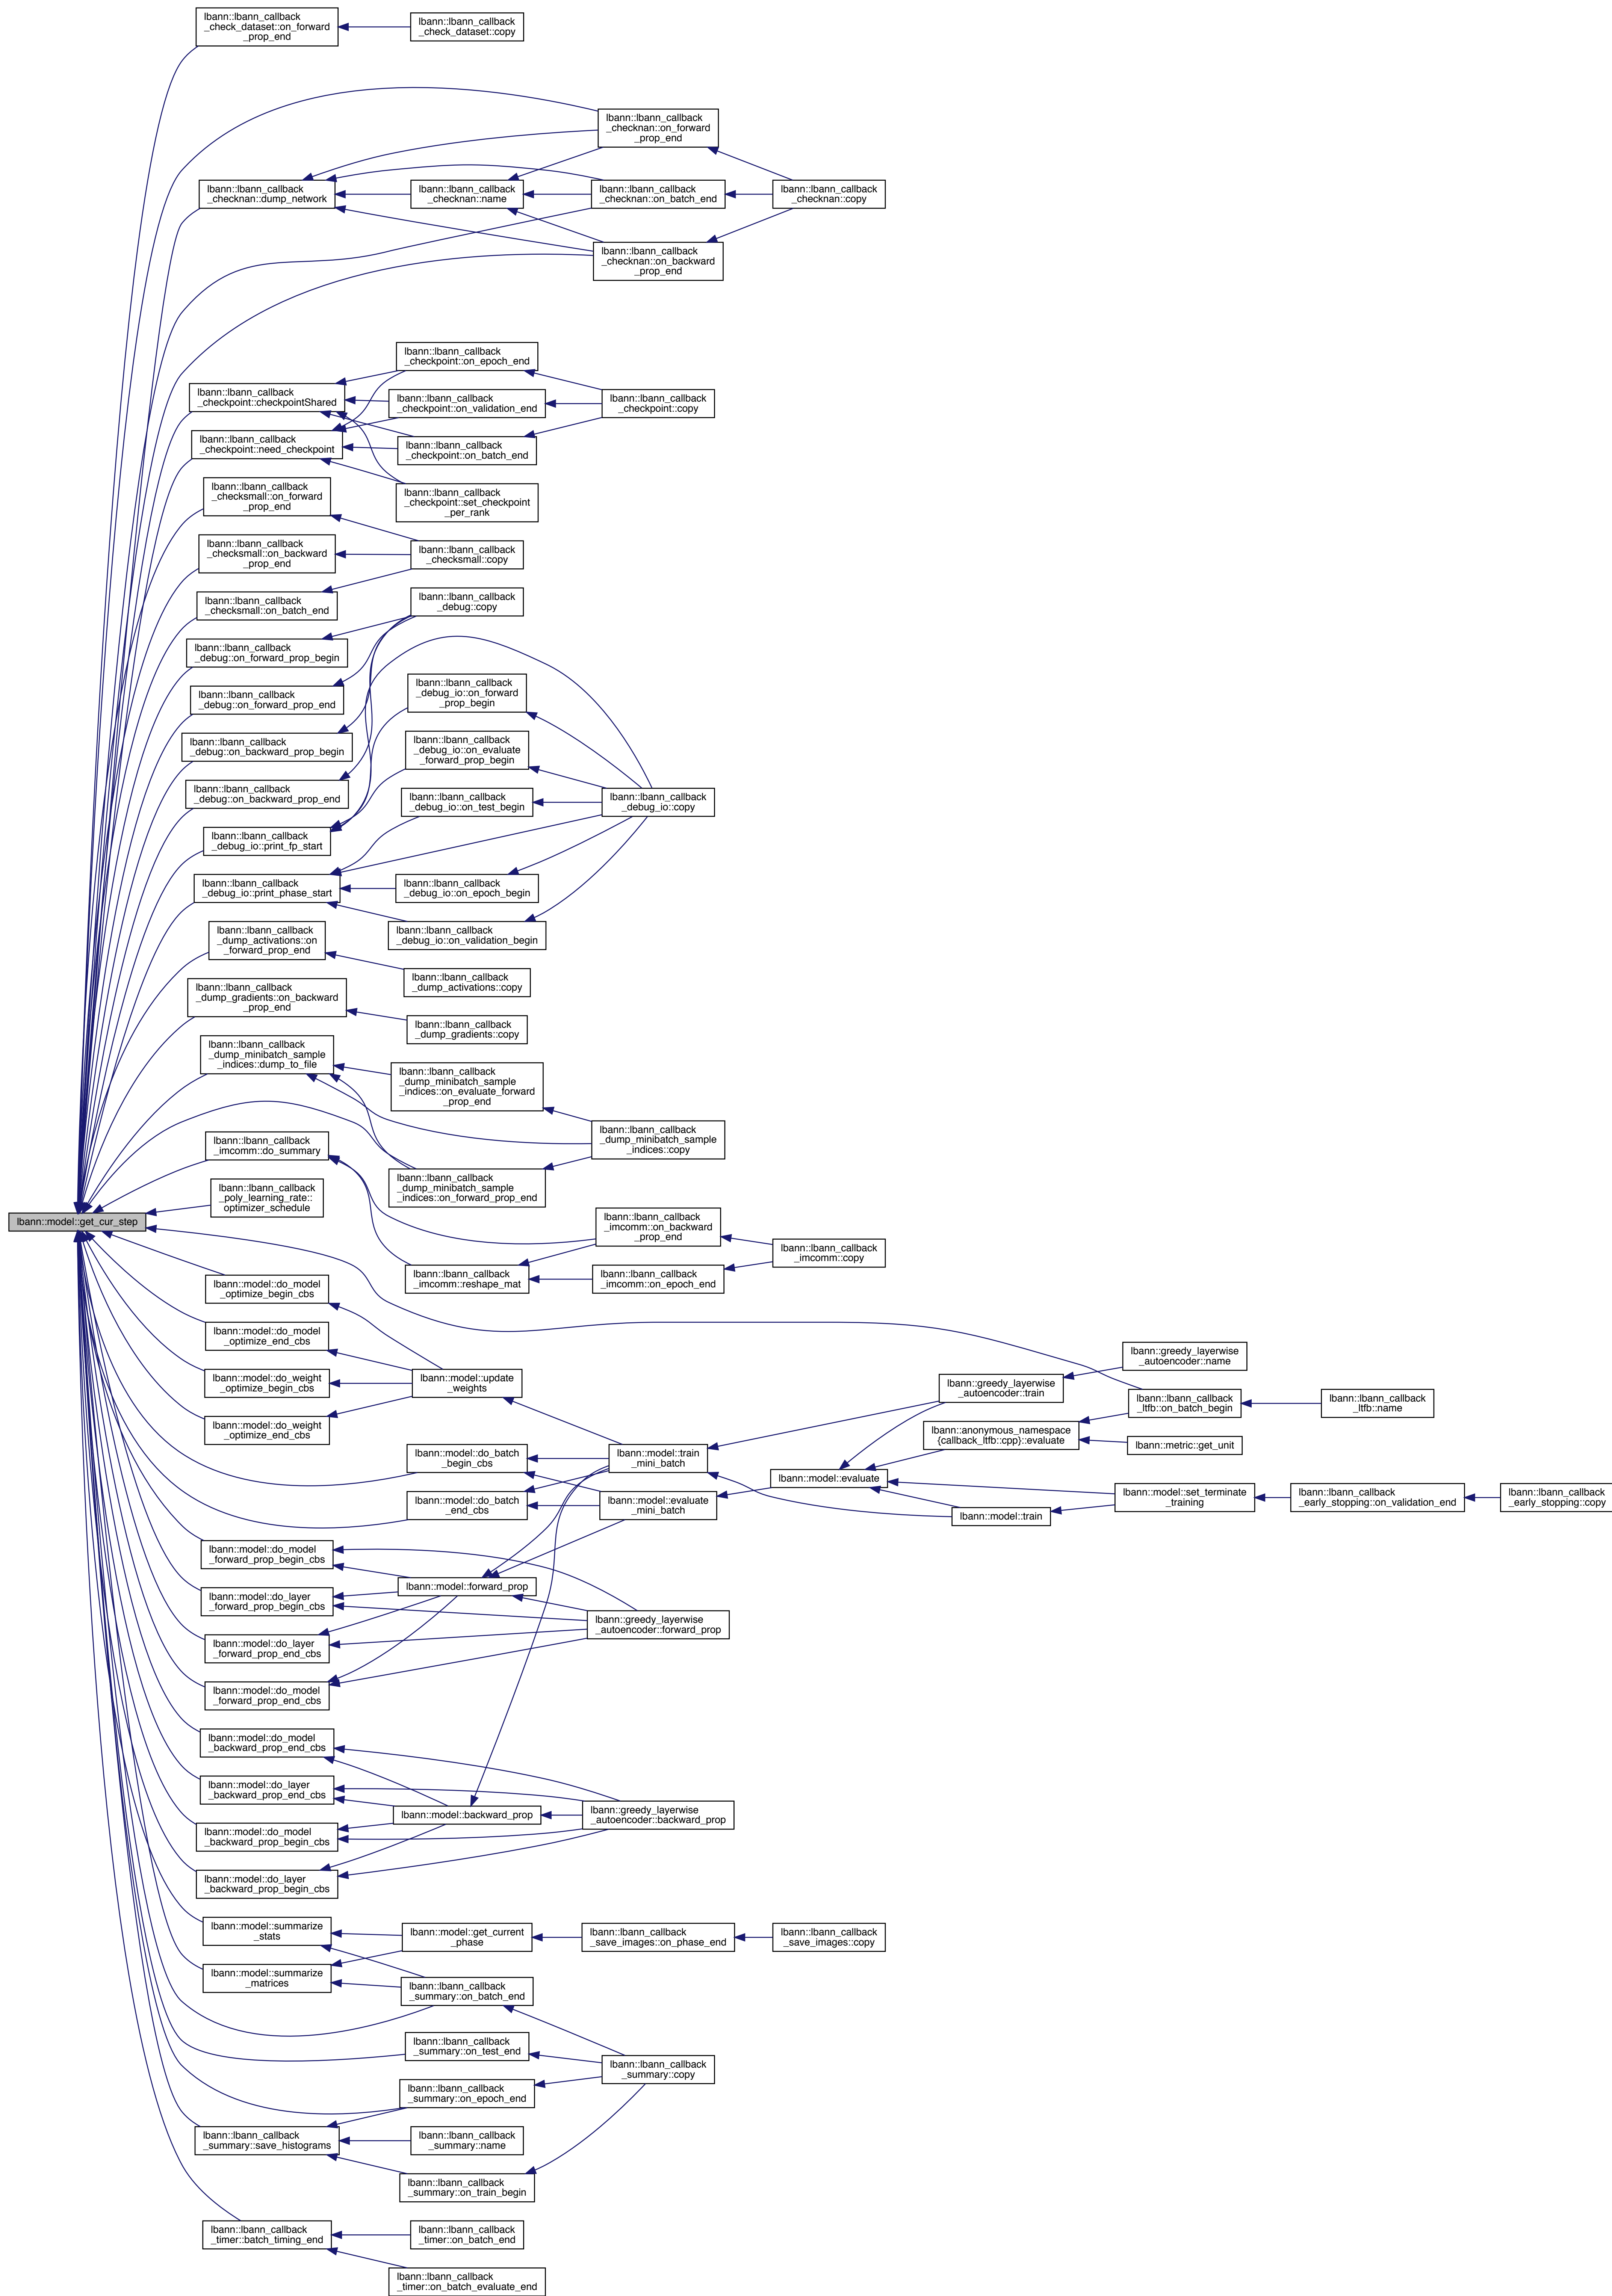 lbann::lbann_callback
_check_dataset::on_forward
_prop_end
lbann::lbann_callback
_check_dataset::copy
lbann::lbann_callback
_checknan::on_forward
_prop_end
lbann::lbann_callback
_checknan::dump_network
lbann::lbann_callback
_checknan::name
lbann::lbann_callback
_checknan::on_batch_end
lbann::lbann_callback
_checknan::copy
lbann::lbann_callback
_checknan::on_backward
_prop_end
lbann::lbann_callback
_checkpoint::on_epoch_end
lbann::lbann_callback
_checkpoint::checkpointShared
lbann::lbann_callback
_checkpoint::on_validation_end
lbann::lbann_callback
_checkpoint::copy
lbann::lbann_callback
_checkpoint::need_checkpoint
lbann::lbann_callback
_checkpoint::on_batch_end
lbann::lbann_callback
_checksmall::on_forward
_prop_end
lbann::lbann_callback
_checkpoint::set_checkpoint
_per_rank
lbann::lbann_callback
_checksmall::on_backward
_prop_end
lbann::lbann_callback
_checksmall::copy
lbann::lbann_callback
_checksmall::on_batch_end
lbann::lbann_callback
_debug::copy
lbann::lbann_callback
_debug::on_forward_prop_begin
lbann::lbann_callback
_debug::on_forward_prop_end
lbann::lbann_callback
_debug_io::on_forward
_prop_begin
lbann::lbann_callback
_debug::on_backward_prop_begin
lbann::lbann_callback
_debug_io::on_evaluate
_forward_prop_begin
lbann::lbann_callback
_debug::on_backward_prop_end
lbann::lbann_callback
_debug_io::on_test_begin
lbann::lbann_callback
_debug_io::copy
lbann::lbann_callback
_debug_io::print_fp_start
lbann::lbann_callback
_debug_io::print_phase_start
lbann::lbann_callback
_debug_io::on_epoch_begin
lbann::lbann_callback
_debug_io::on_validation_begin
lbann::lbann_callback
_dump_activations::on
_forward_prop_end
lbann::lbann_callback
_dump_activations::copy
lbann::lbann_callback
_dump_gradients::on_backward
_prop_end
lbann::lbann_callback
_dump_gradients::copy
lbann::lbann_callback
_dump_minibatch_sample
_indices::dump_to_file
lbann::lbann_callback
_dump_minibatch_sample
_indices::on_evaluate_forward
_prop_end
lbann::lbann_callback
_dump_minibatch_sample
_indices::copy
lbann::lbann_callback
_imcomm::do_summary
lbann::lbann_callback
_dump_minibatch_sample
_indices::on_forward_prop_end
lbann::lbann_callback
_poly_learning_rate::
optimizer_schedule
lbann::model::get_cur_step
lbann::lbann_callback
_imcomm::on_backward
_prop_end
lbann::lbann_callback
_imcomm::copy
lbann::lbann_callback
_imcomm::reshape_mat
lbann::lbann_callback
_imcomm::on_epoch_end
lbann::model::do_model
_optimize_begin_cbs
lbann::model::do_model
_optimize_end_cbs
lbann::model::do_weight
_optimize_begin_cbs
lbann::model::update
_weights
lbann::model::do_weight
_optimize_end_cbs
lbann::greedy_layerwise
_autoencoder::name
lbann::greedy_layerwise
_autoencoder::train
lbann::lbann_callback
_ltfb::on_batch_begin
lbann::lbann_callback
_ltfb::name
lbann::anonymous_namespace
{callback_ltfb::cpp}::evaluate
lbann::metric::get_unit
lbann::model::do_batch
_begin_cbs
lbann::model::train
_mini_batch
lbann::model::evaluate
lbann::model::do_batch
_end_cbs
lbann::model::evaluate
_mini_batch
lbann::model::set_terminate
_training
lbann::lbann_callback
_early_stopping::on_validation_end
lbann::lbann_callback
_early_stopping::copy
lbann::model::train
lbann::model::do_model
_forward_prop_begin_cbs
lbann::model::forward_prop
lbann::model::do_layer
_forward_prop_begin_cbs
lbann::greedy_layerwise
_autoencoder::forward_prop
lbann::model::do_layer
_forward_prop_end_cbs
lbann::model::do_model
_forward_prop_end_cbs
lbann::model::do_model
_backward_prop_end_cbs
lbann::model::do_layer
_backward_prop_end_cbs
lbann::model::backward_prop
lbann::greedy_layerwise
_autoencoder::backward_prop
lbann::model::do_model
_backward_prop_begin_cbs
lbann::model::do_layer
_backward_prop_begin_cbs
lbann::model::summarize
_stats
lbann::model::get_current
_phase
lbann::lbann_callback
_save_images::on_phase_end
lbann::lbann_callback
_save_images::copy
lbann::model::summarize
_matrices
lbann::lbann_callback
_summary::on_batch_end
lbann::lbann_callback
_summary::on_test_end
lbann::lbann_callback
_summary::copy
lbann::lbann_callback
_summary::on_epoch_end
lbann::lbann_callback
_summary::save_histograms
lbann::lbann_callback
_summary::name
lbann::lbann_callback
_summary::on_train_begin
lbann::lbann_callback
_timer::batch_timing_end
lbann::lbann_callback
_timer::on_batch_end
lbann::lbann_callback
_timer::on_batch_evaluate_end